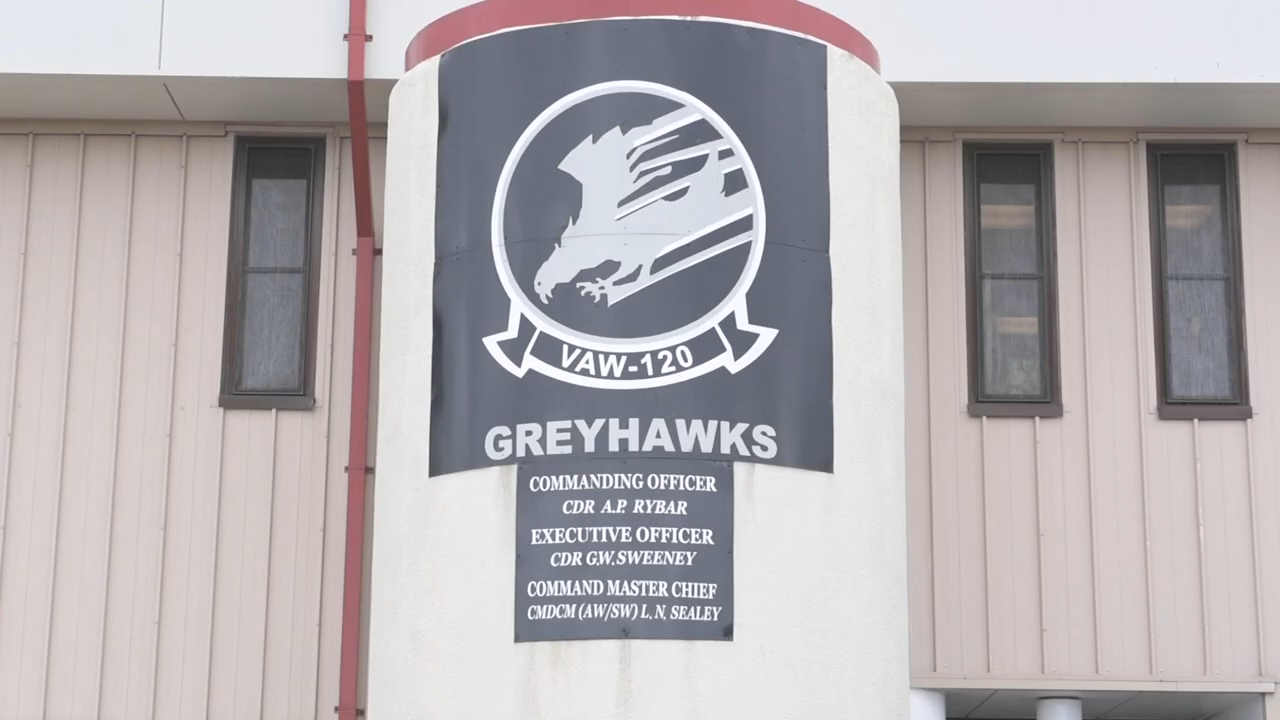 VAW-120
GREYHAWKS
COMMANDING OFFICER
CDR A.P. RYBAR
EXECUTIVE OFFICER
CDR G.W. SWEENEY
COMMAND MASTER CHIEF
CMDCM (AW/SW) L. N. SEALEY